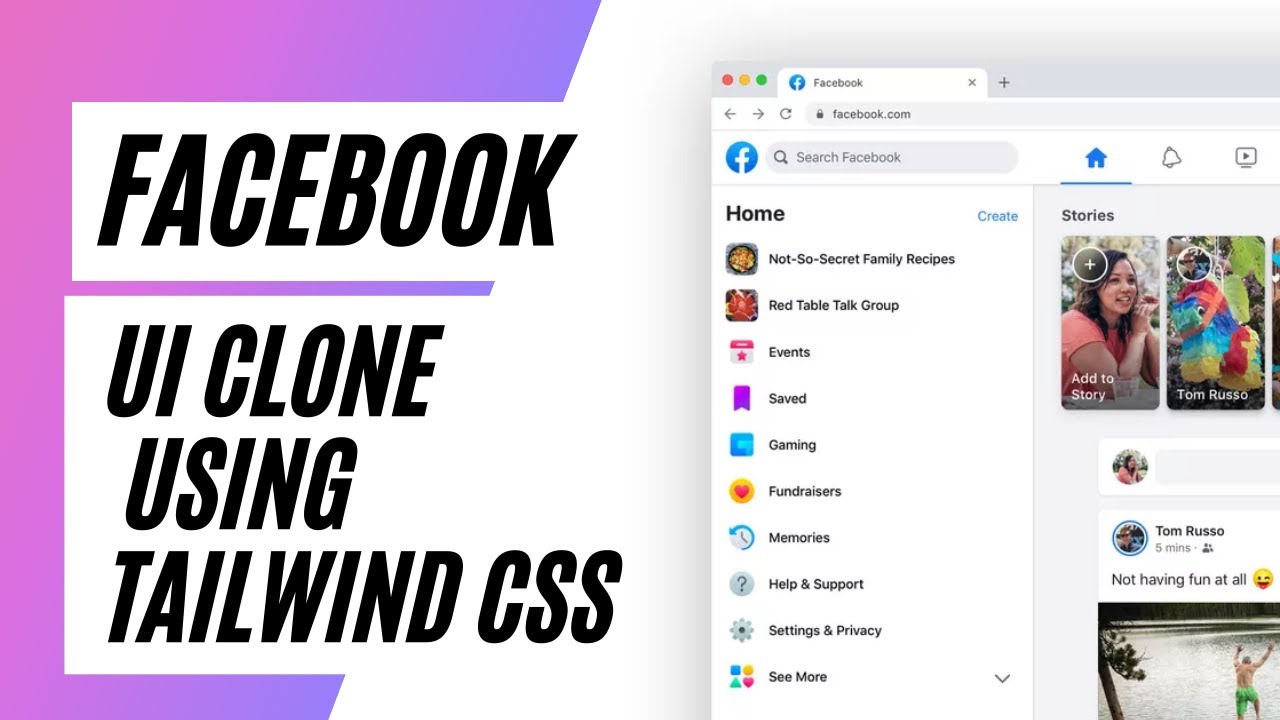 FACEBOOK
UI CLONE
USING
TAILWIND CSS
Facebook
facebook.com
Search Facebook
Home
Create
Not-So-Secret Family Recipes
Red Table Talk Group
Events
Saved
Gaming
Fundraisers
Memories
Help & Support
Settings & Privacy
See More
Stories
Add to
Story
Tom Russo
Tom Russo
5 mins ·
Not having fun at all 😜